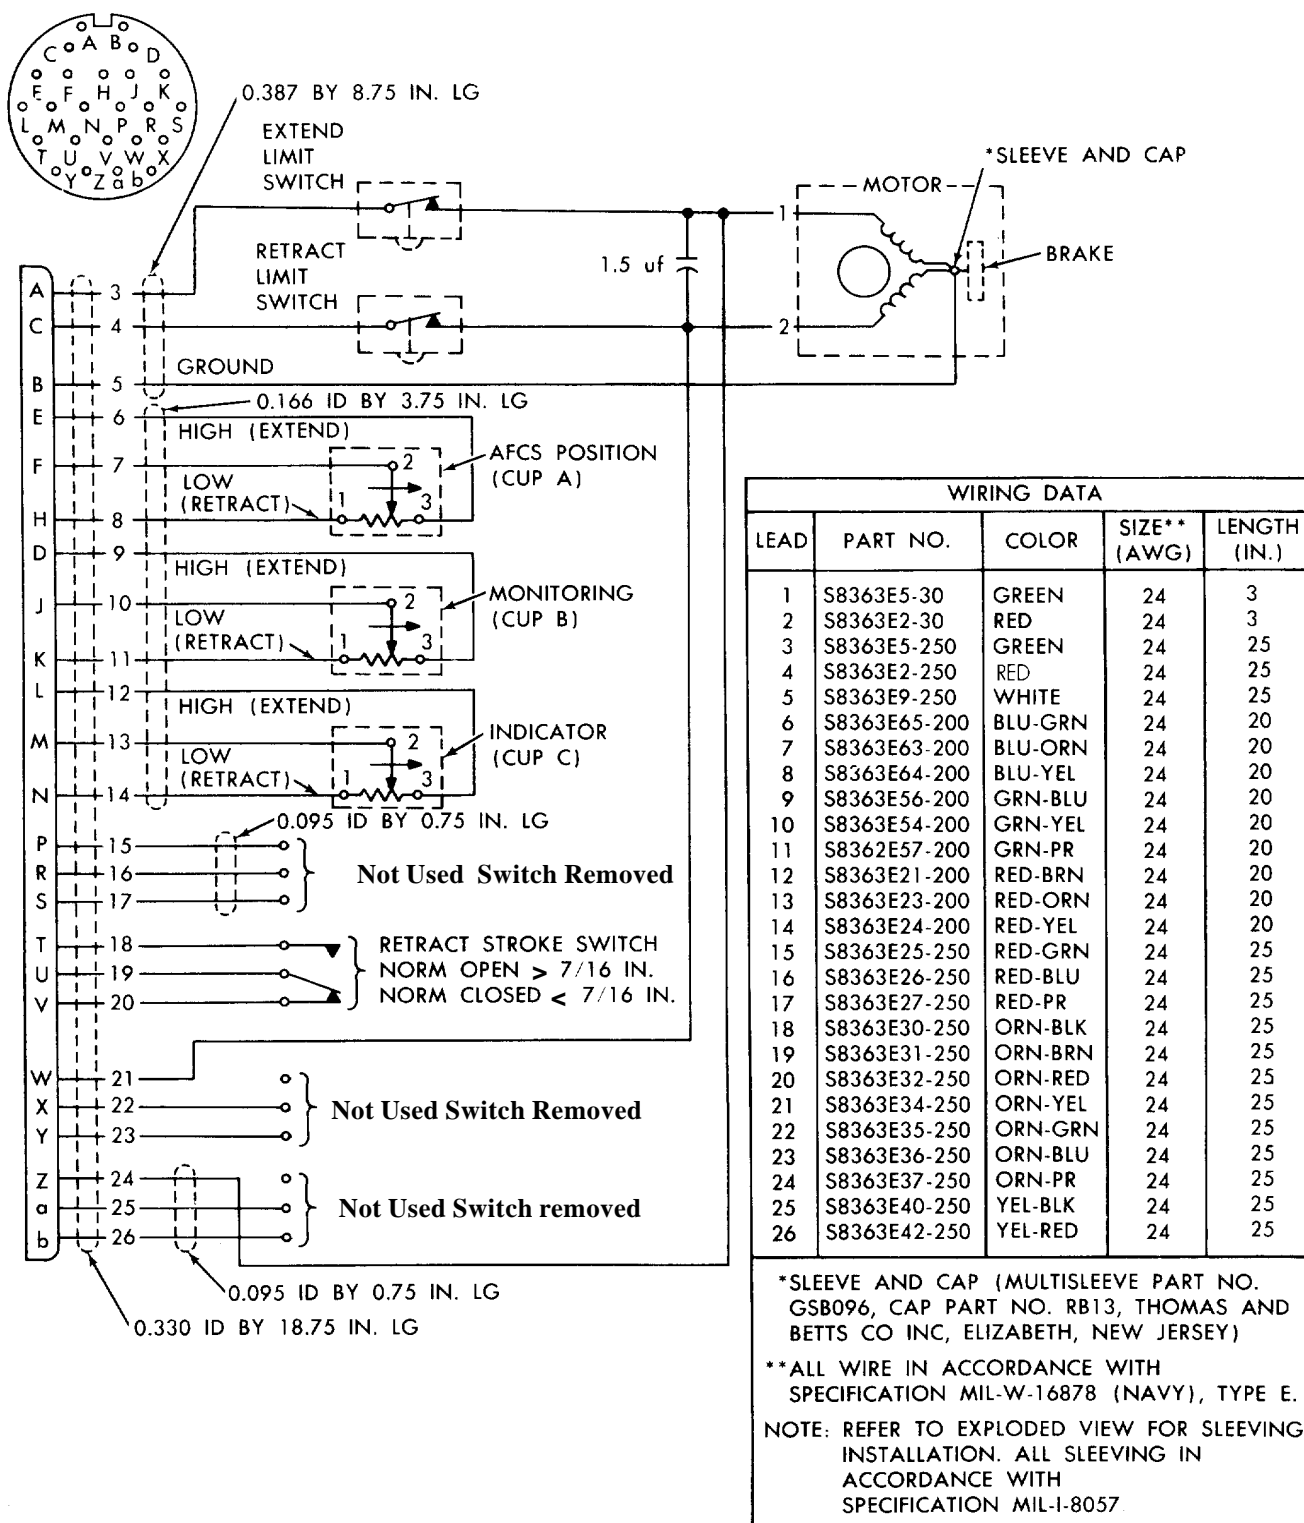 A B
C D
E F H J K
L M N P R S
T U V W X
Y Z a b
0.387 BY 8.75 IN. LG
EXTEND
LIMIT
SWITCH
*SLEEVE AND CAP
MOTOR
1
RETRACT
LIMIT
SWITCH
1.5 uf
BRAKE
A 3
C 4
2
GROUND
B 5
0.166 ID BY 3.75 IN. LG
E 6
HIGH (EXTEND)
AFCS POSITION
(CUP A)
F 7
2
LOW
(RETRACT)
1 3
H 8
D 9
HIGH (EXTEND)
MONITORING
(CUP B)
J 10
2
LOW
(RETRACT)
1 3
K 11
L 12
HIGH (EXTEND)
INDICATOR
(CUP C)
M 13
2
LOW
(RETRACT)
1 3
N 14
0.095 ID BY 0.75 IN. LG
P 15
R 16
S 17
Not Used Switch Removed
T 18
U 19
V 20
RETRACT STROKE SWITCH
NORM OPEN > 7/16 IN.
NORM CLOSED < 7/16 IN.
W 21
X 22
Y 23
Not Used Switch Removed
Z 24
a 25
b 26
Not Used Switch removed
0.095 ID BY 0.75 IN. LG
0.330 ID BY 18.75 IN. LG
WIRING DATA
LEAD PART NO. COLOR SIZE** (AWG) LENGTH (IN.)
1 S8363E5-30 GREEN 24 3
2 S8363E2-30 RED 24 3
3 S8363E5-250 GREEN 24 25
4 S8363E2-250 RED 24 25
5 S8363E9-250 WHITE 24 25
6 S8363E65-200 BLU-GRN 24 20
7 S8363E63-200 BLU-ORN 24 20
8 S8363E64-200 BLU-YEL 24 20
9 S8363E56-200 GRN-BLU 24 20
10 S8363E54-200 GRN-YEL 24 20
11 S8362E57-200 GRN-PR 24 20
12 S8363E21-200 RED-BRN 24 20
13 S8363E23-200 RED-ORN 24 20
14 S8363E24-200 RED-YEL 24 20
15 S8363E25-250 RED-GRN 24 25
16 S8363E26-250 RED-BLU 24 25
17 S8363E27-250 RED-PR 24 25
18 S8363E30-250 ORN-BLK 24 25
19 S8363E31-250 ORN-BRN 24 25
20 S8363E32-250 ORN-RED 24 25
21 S8363E34-250 ORN-YEL 24 25
22 S8363E35-250 ORN-GRN 24 25
23 S8363E36-250 ORN-BLU 24 25
24 S8363E37-250 ORN-PR 24 25
25 S8363E40-250 YEL-BLK 24 25
26 S8363E42-250 YEL-RED 24 25
*SLEEVE AND CAP (MULTISLEEVE PART NO.
GSB096, CAP PART NO. RB13, THOMAS AND
BETTS CO INC, ELIZABETH, NEW JERSEY)
**ALL WIRE IN ACCORDANCE WITH
SPECIFICATION MIL-W-16878 (NAVY), TYPE E.
NOTE: REFER TO EXPLODED VIEW FOR SLEEVING
INSTALLATION. ALL SLEEVING IN
ACCORDANCE WITH
SPECIFICATION MIL-I-8057